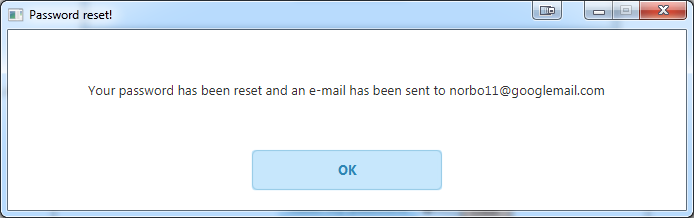 Password reset!
Your password has been reset and an e-mail has been sent to norbo11@googlemail.com
OK